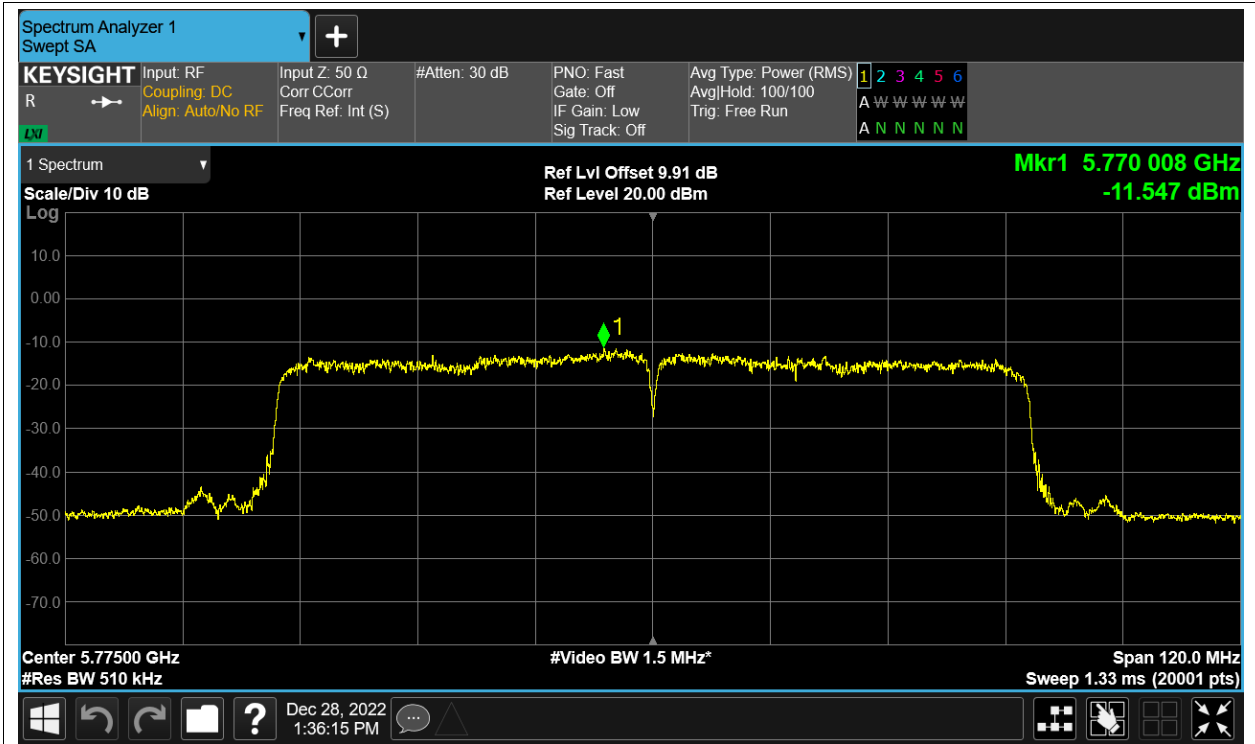 Spectrum Analyzer 1
Swept SA
+
KEYSIGHT
R
LXI
Input: RF
Coupling: DC
Align: Auto/No RF
Input Z: 50 Ω
Corr CCorr
Freq Ref: Int (S)
#Atten: 30 dB
PNO: Fast
Gate: Off
IF Gain: Low
Sig Track: Off
Avg Type: Power (RMS)
Avg|Hold: 100/100
Trig: Free Run
1 2 3 4 5 6
A W W W W W
A N N N N N
1 Spectrum
Scale/Div 10 dB
Ref Lvl Offset 9.91 dB
Ref Level 20.00 dBm
Mkr1 5.770 008 GHz
-11.547 dBm
Log
10.0
0.00
-10.0
-20.0
-30.0
-40.0
-50.0
-60.0
-70.0
1
Center 5.77500 GHz
#Res BW 510 kHz
#Video BW 1.5 MHz*
Span 120.0 MHz
Sweep 1.33 ms (20001 pts)
?
Dec 28, 2022
1:36:15 PM